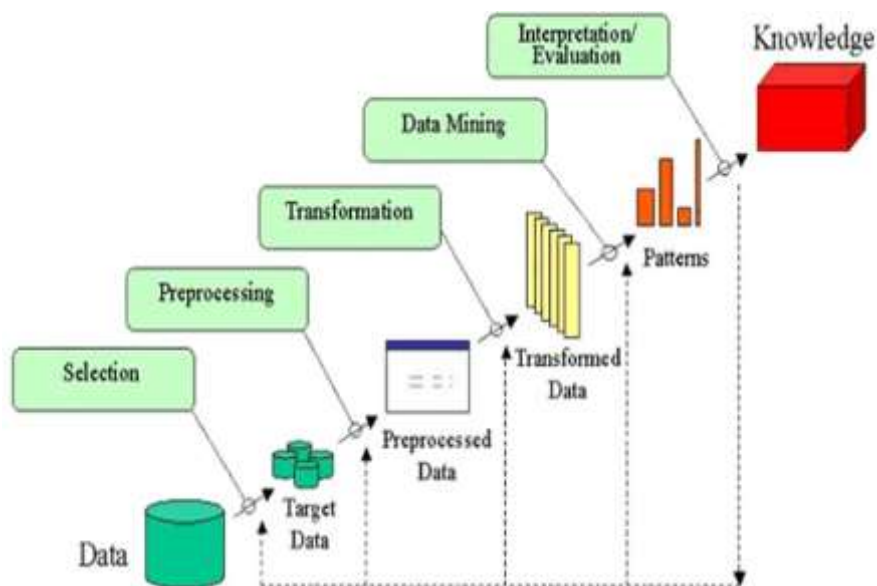 Interpretation/
Evaluation
Knowledge
Data Mining
Transformation
Patterns
Preprocessing
Transformed
Data
Selection
Preprocessed
Data
Target
Data
Data